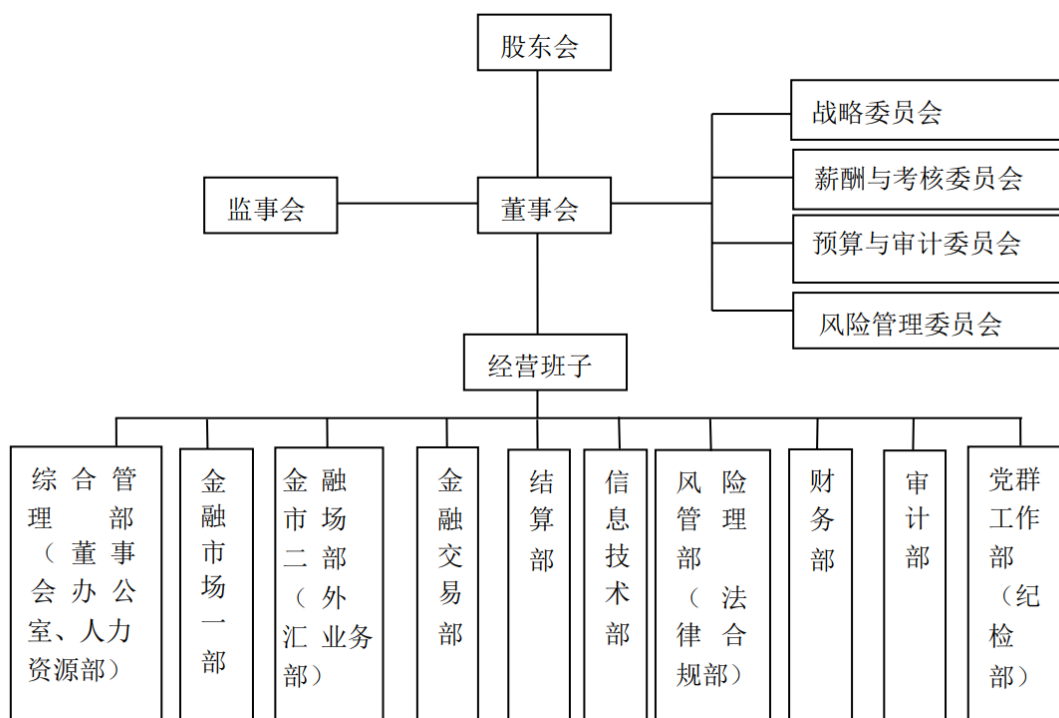 股东会
战略委员会
薪酬与考核委员会
监事会
董事会
预算与审计委员会
风险管理委员会
经营班子
综合管
理部
（董事
会办公
室、人力
资源部）
金
融
市
场
一
部
金融
市场
二部
（外
汇业务
部）
金
融
交
易
部
结
算
部
信
息
技
术
部
风险
管理
部
（法
律合
规部）
财
务
部
审
计
部
党群
工作
部
（纪
检
部）